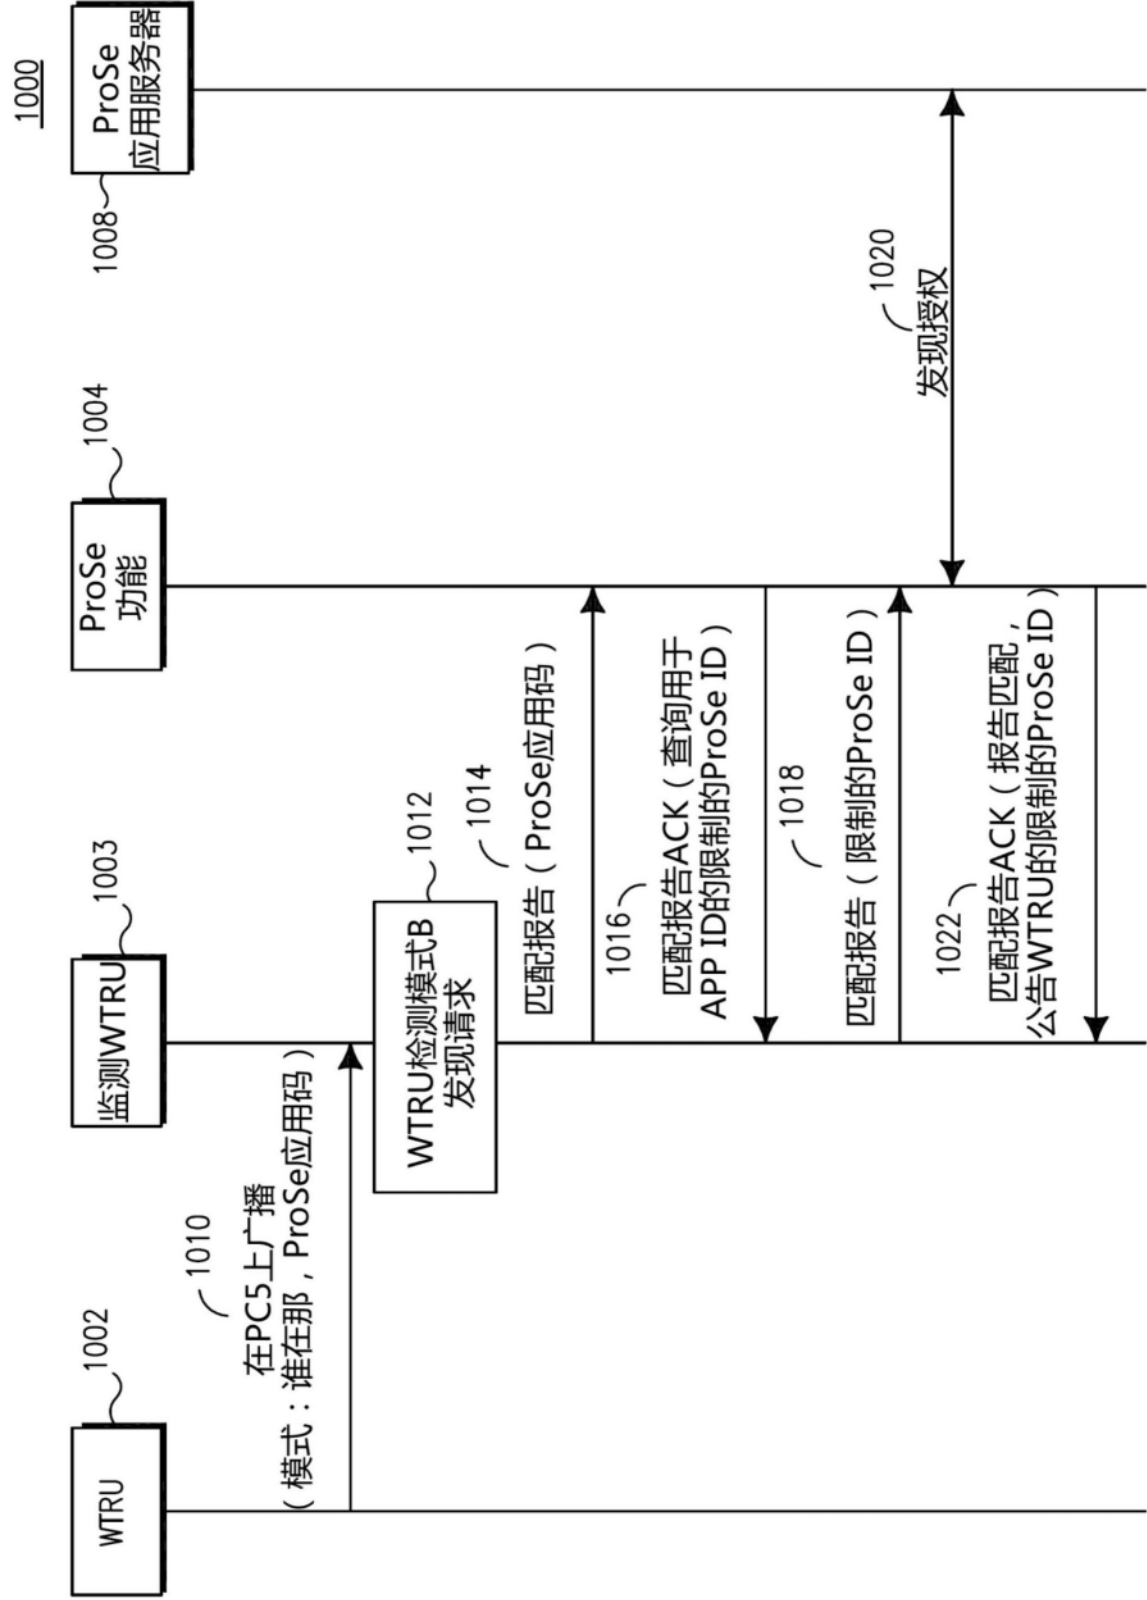 1000
WTRU
1002
监测WTRU
1003
ProSe
功能
1004
ProSe
应用服务器
1008
1010
在PC5上广播
（模式：谁在那，ProSe应用码）
WTRU检测模式B
发现请求
1012
1014
匹配报告（ProSe应用码）
1016
匹配报告ACK（查询用于
APP ID的限制的ProSe ID）
1018
匹配报告（限制的ProSe ID）
1020
发现授权
1022
匹配报告ACK（报告匹配，
公告WTRU的限制的ProSe ID）